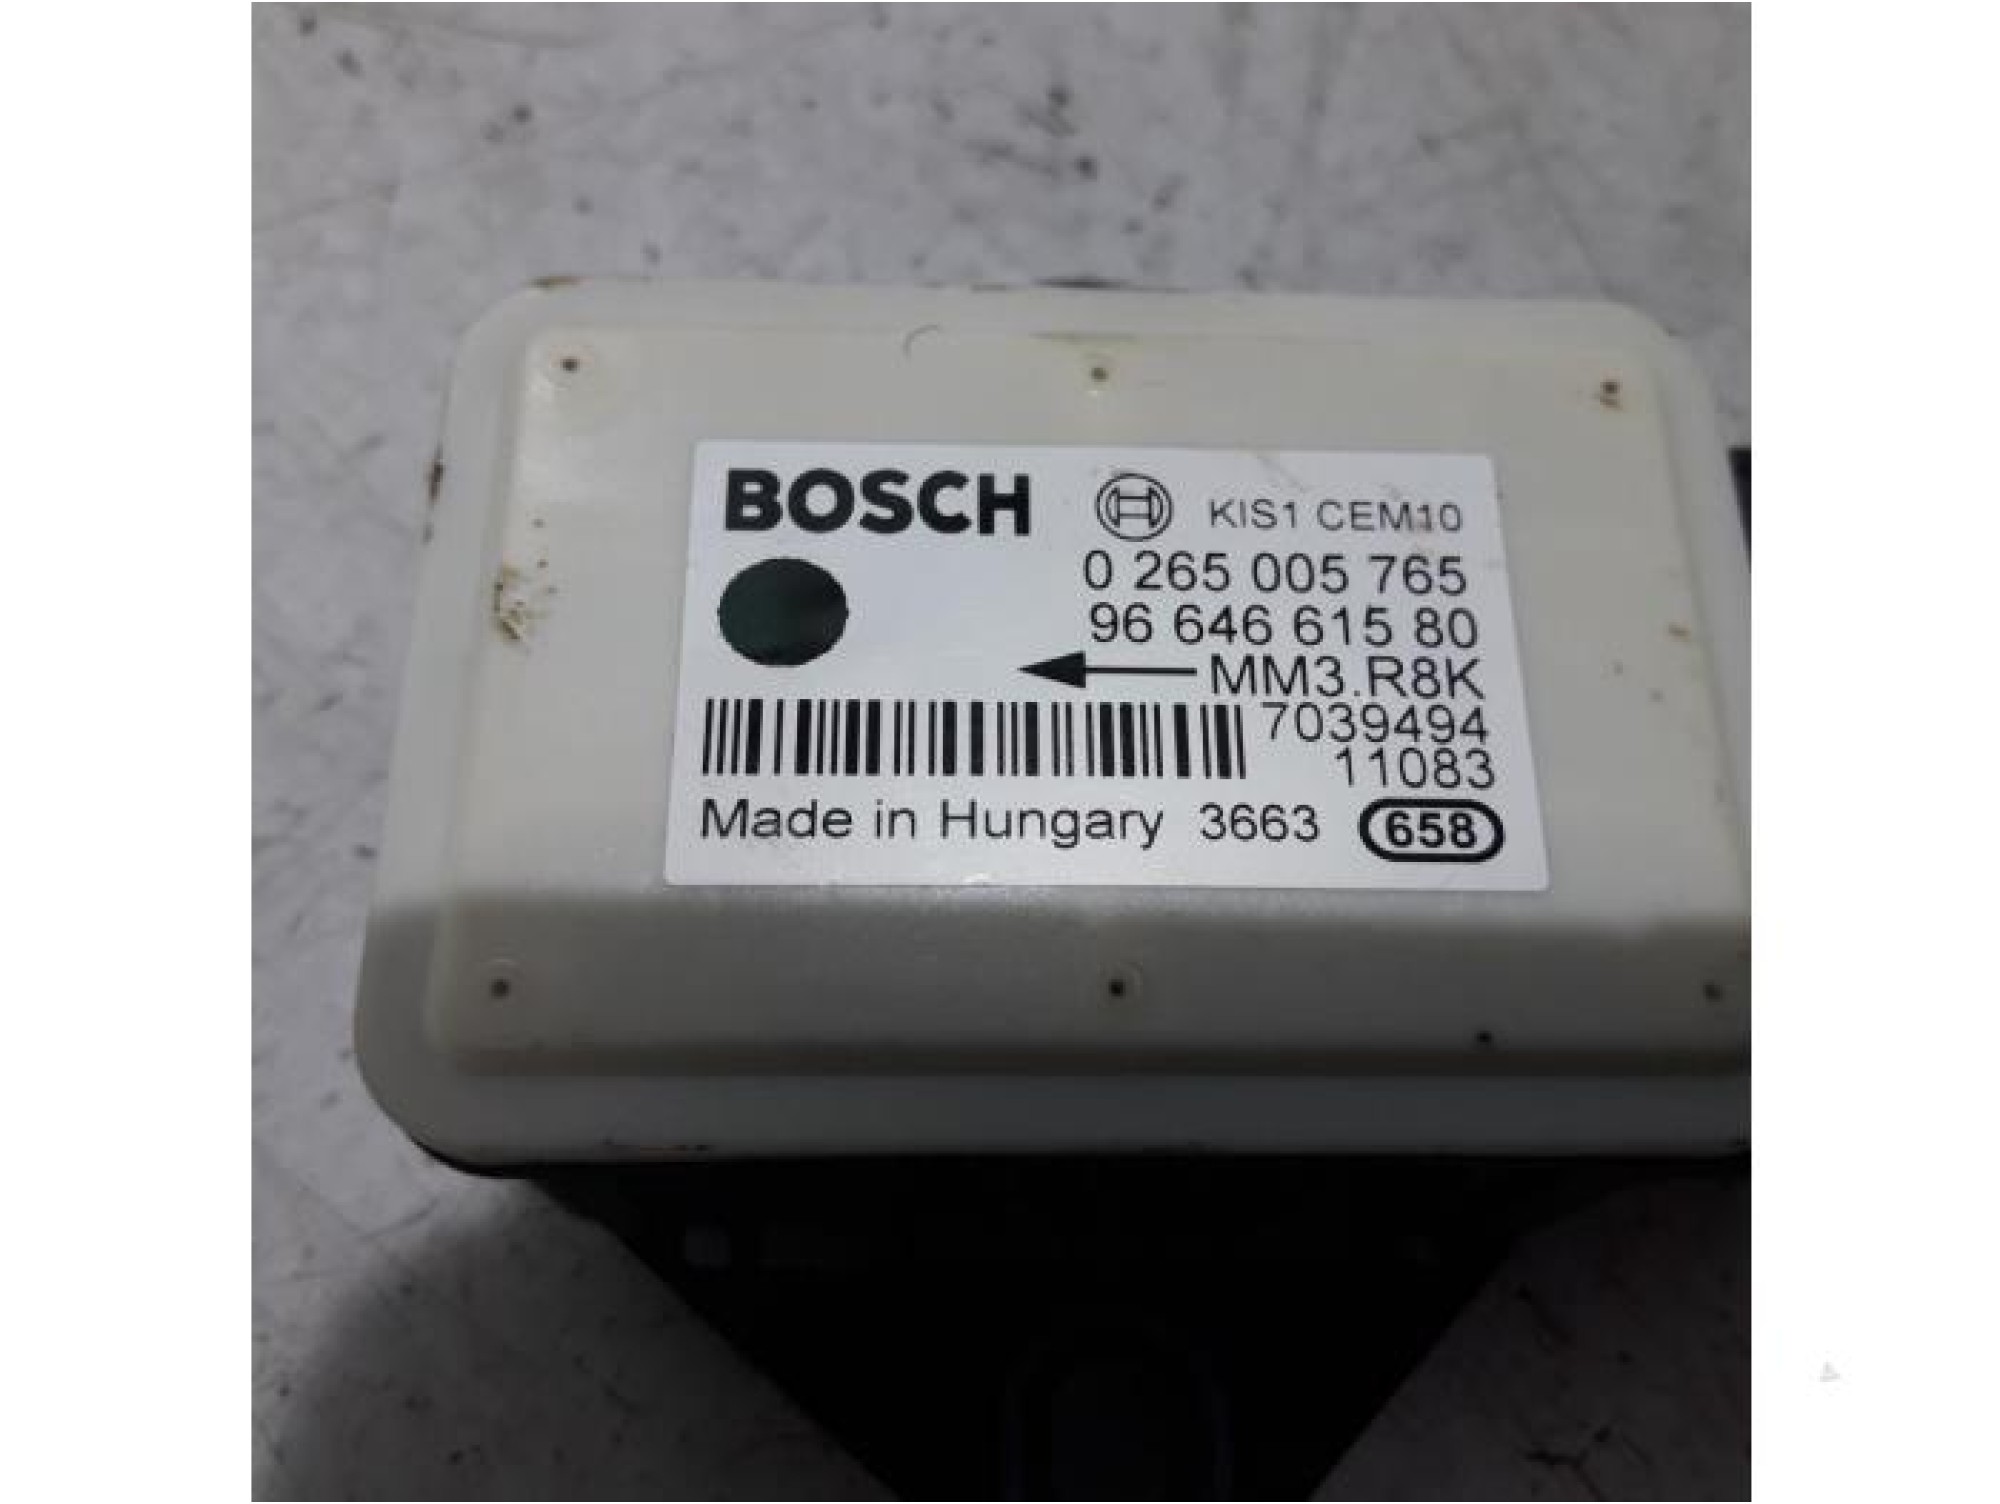 BOSCH KIS1 CEM10
0 265 005 765
96 646 615 80
MM3.R8K
7039494
11083
Made in Hungary 3663 658